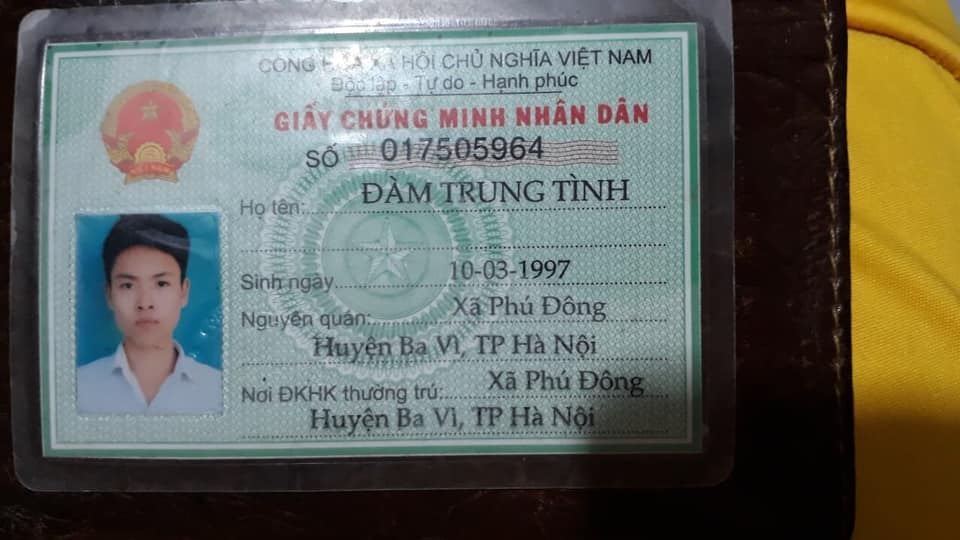 CỘNG HÒA XÃ HỘI CHỦ NGHĨA VIỆT NAM
Độc lập - Tự do - Hạnh phúc
GIẤY CHỨNG MINH NHÂN DÂN
SỐ 017505964
Họ tên: ĐÀM TRUNG TÌNH
Sinh ngày 10-03-1997
Nguyên quán: Xã Phú Đông
Huyện Ba Vì, TP Hà Nội
Nơi ĐKHK thường trú: Xã Phú Đông
Huyện Ba Vì, TP Hà Nội